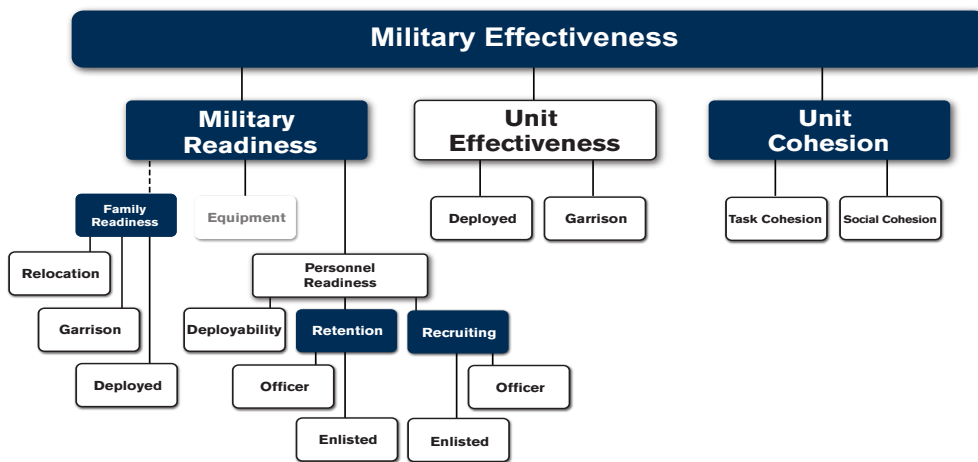 Military Effectiveness
Military
Readiness
Unit
Effectiveness
Unit
Cohesion
Family
Readiness
Equipment
Deployed
Garrison
Task Cohesion
Social Cohesion
Relocation
Personnel
Readiness
Garrison
Deployability
Retention
Recruiting
Deployed
Officer
Officer
Enlisted
Enlisted